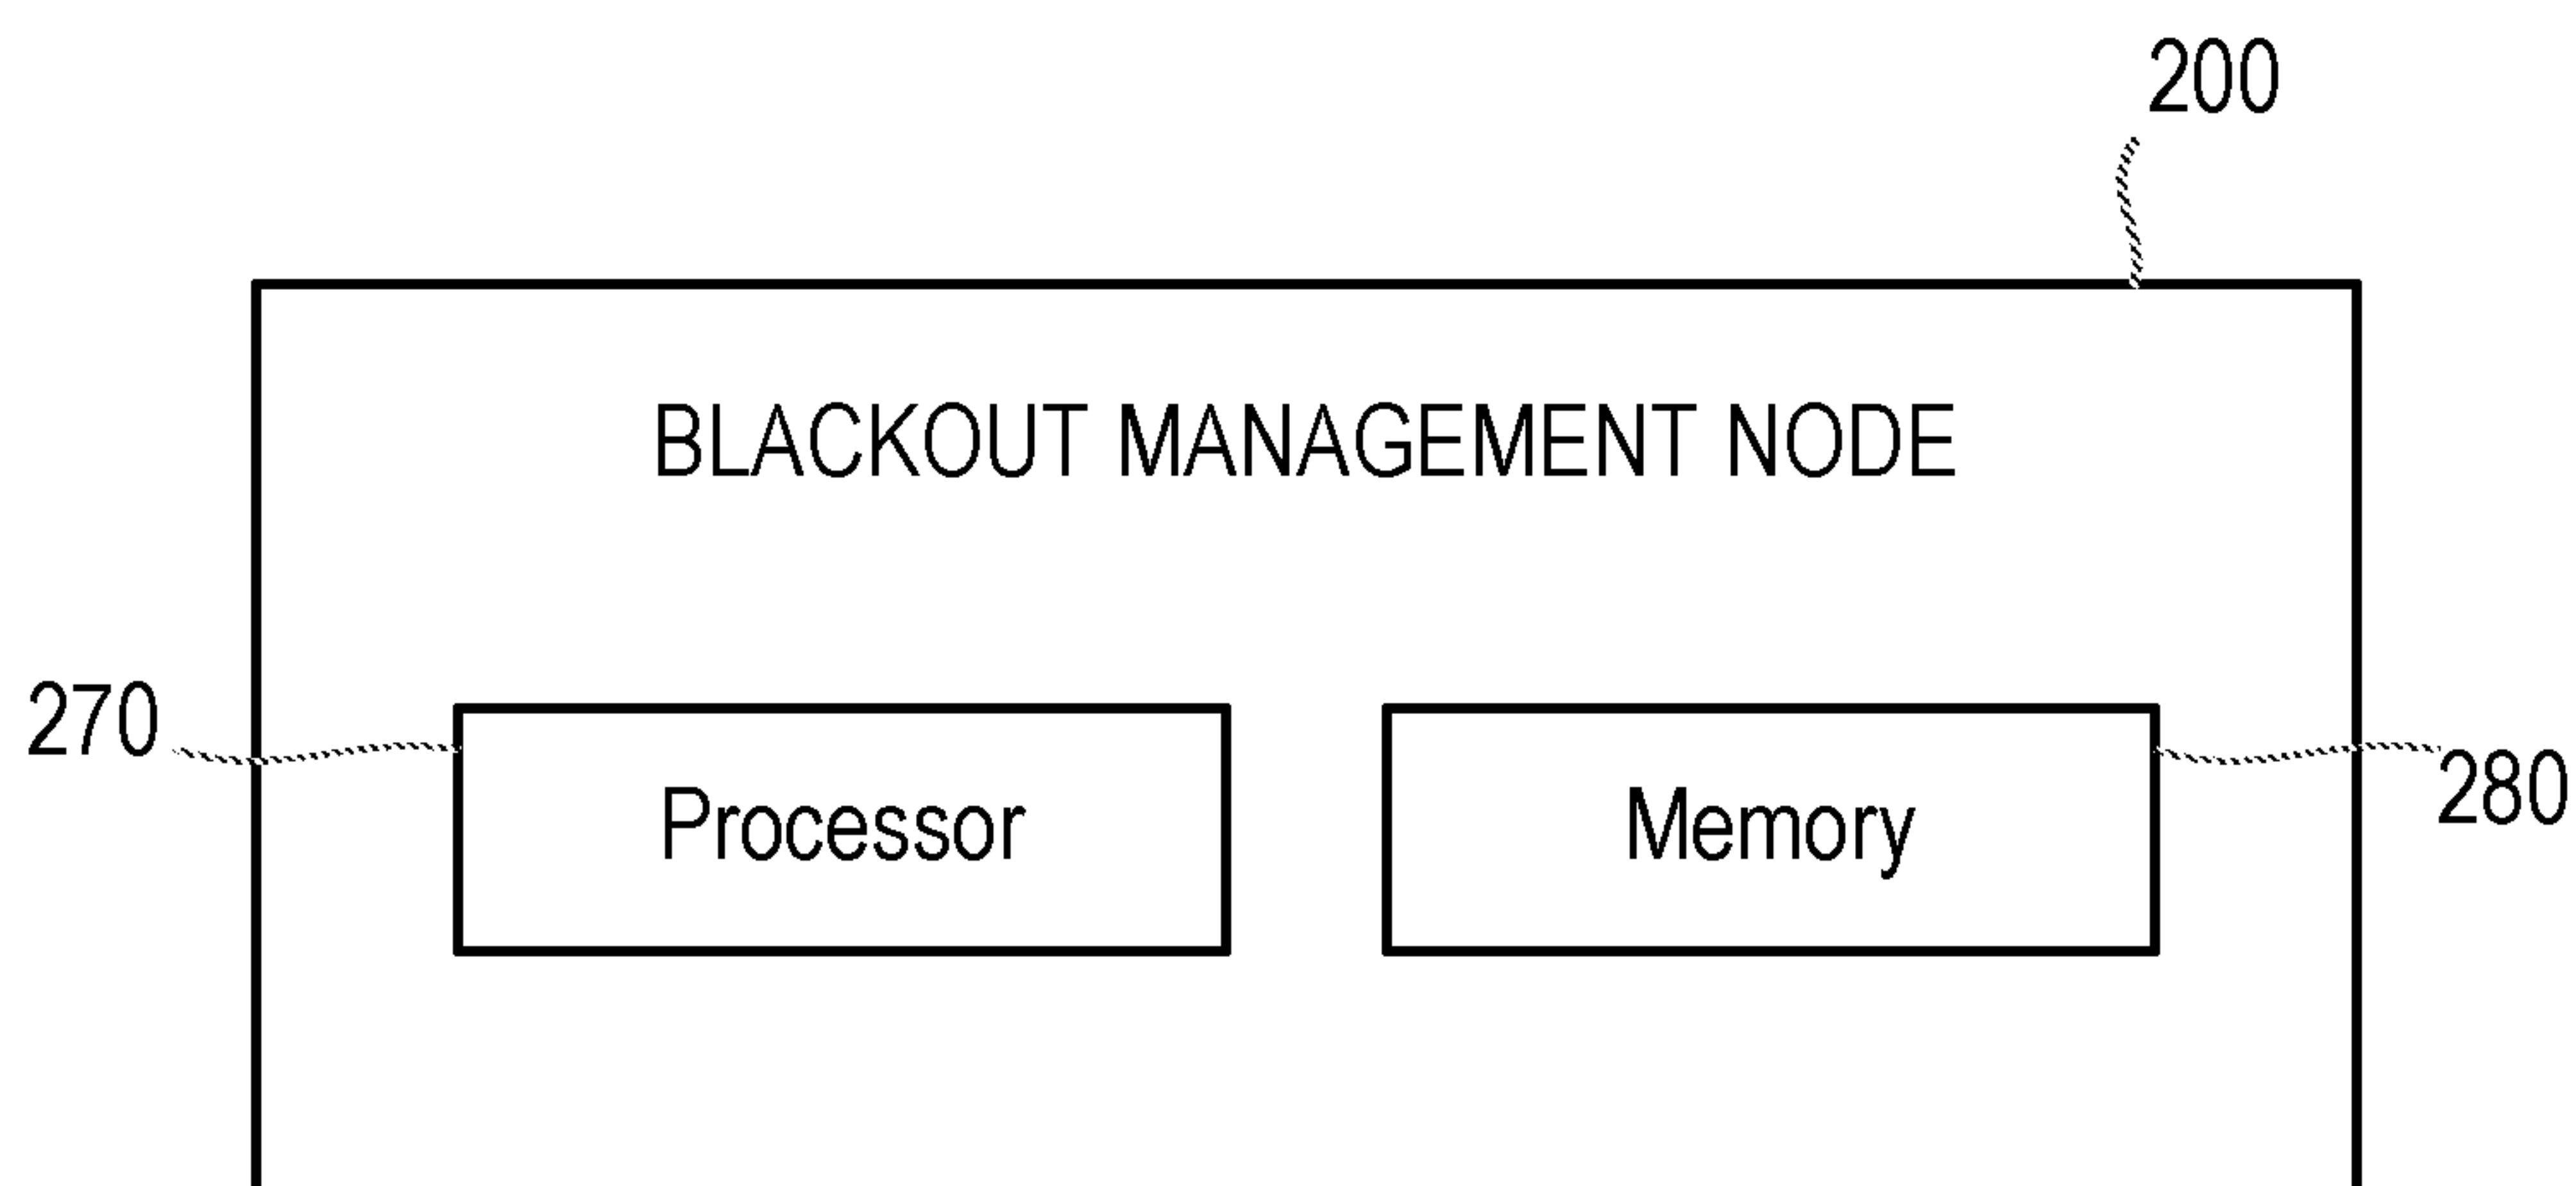 200
BLACKOUT MANAGEMENT NODE
270
Processor
Memory
280